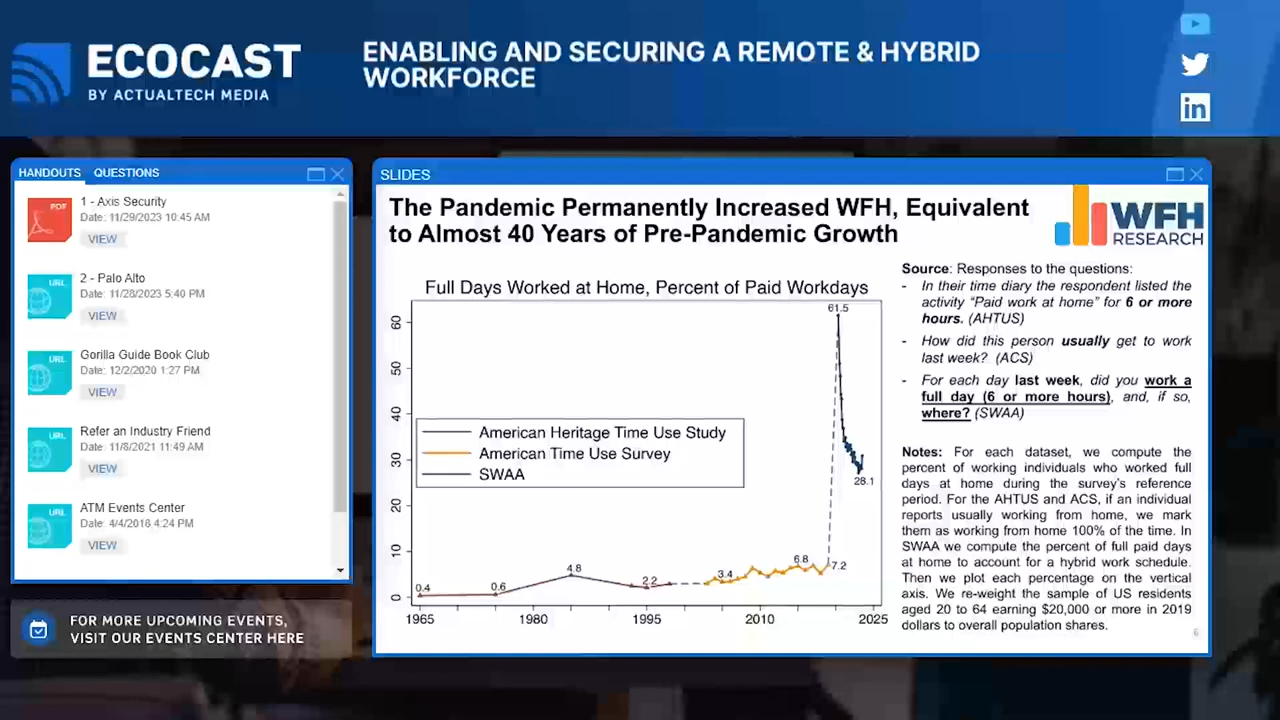 ECOCAST
BY ACTUALTECH MEDIA
ENABLING AND SECURING A REMOTE & HYBRID
WORKFORCE
in
HANDOUTS QUESTIONS
PDF
1 - Axis Security
Date: 11/29/2023 10:45 AM
VIEW
URL
2 - Palo Alto
Date: 11/28/2023 5:40 PM
VIEW
URL
Gorilla Guide Book Club
Date: 12/2/2020 1:27 PM
VIEW
URL
Refer an Industry Friend
Date: 11/8/2021 11:49 AM
VIEW
URL
ATM Events Center
Date: 4/4/2016 4:24 PM
VIEW
FOR MORE UPCOMING EVENTS,
VISIT OUR EVENTS CENTER HERE
SLIDES
The Pandemic Permanently Increased WFH, Equivalent
to Almost 40 Years of Pre-Pandemic Growth
WFH
RESEARCH
Full Days Worked at Home, Percent of Paid Workdays
60
50
40
30
20
10
0
61.5
28.1
American Heritage Time Use Study
American Time Use Survey
SWAA
0.4
0.6
4.8
2.2
3.4
6.8
7.2
1965 1980 1995 2010 2025
Source: Responses to the questions:
- In their time diary the respondent listed the
activity “Paid work at home” for 6 or more
hours. (AHTUS)
- How did this person usually get to work
last week? (ACS)
- For each day last week, did you work a
full day (6 or more hours), and, if so,
where? (SWAA)
Notes: For each dataset, we compute the
percent of working individuals who worked full
days at home during the survey's reference
period. For the AHTUS and ACS, if an individual
reports usually working from home, we mark
them as working from home 100% of the time. In
SWAA we compute the percent of full paid days
at home to account for a hybrid work schedule.
Then we plot each percentage on the vertical
axis. We re-weight the sample of US residents
aged 20 to 64 earning $20,000 or more in 2019
dollars to overall population shares.
6